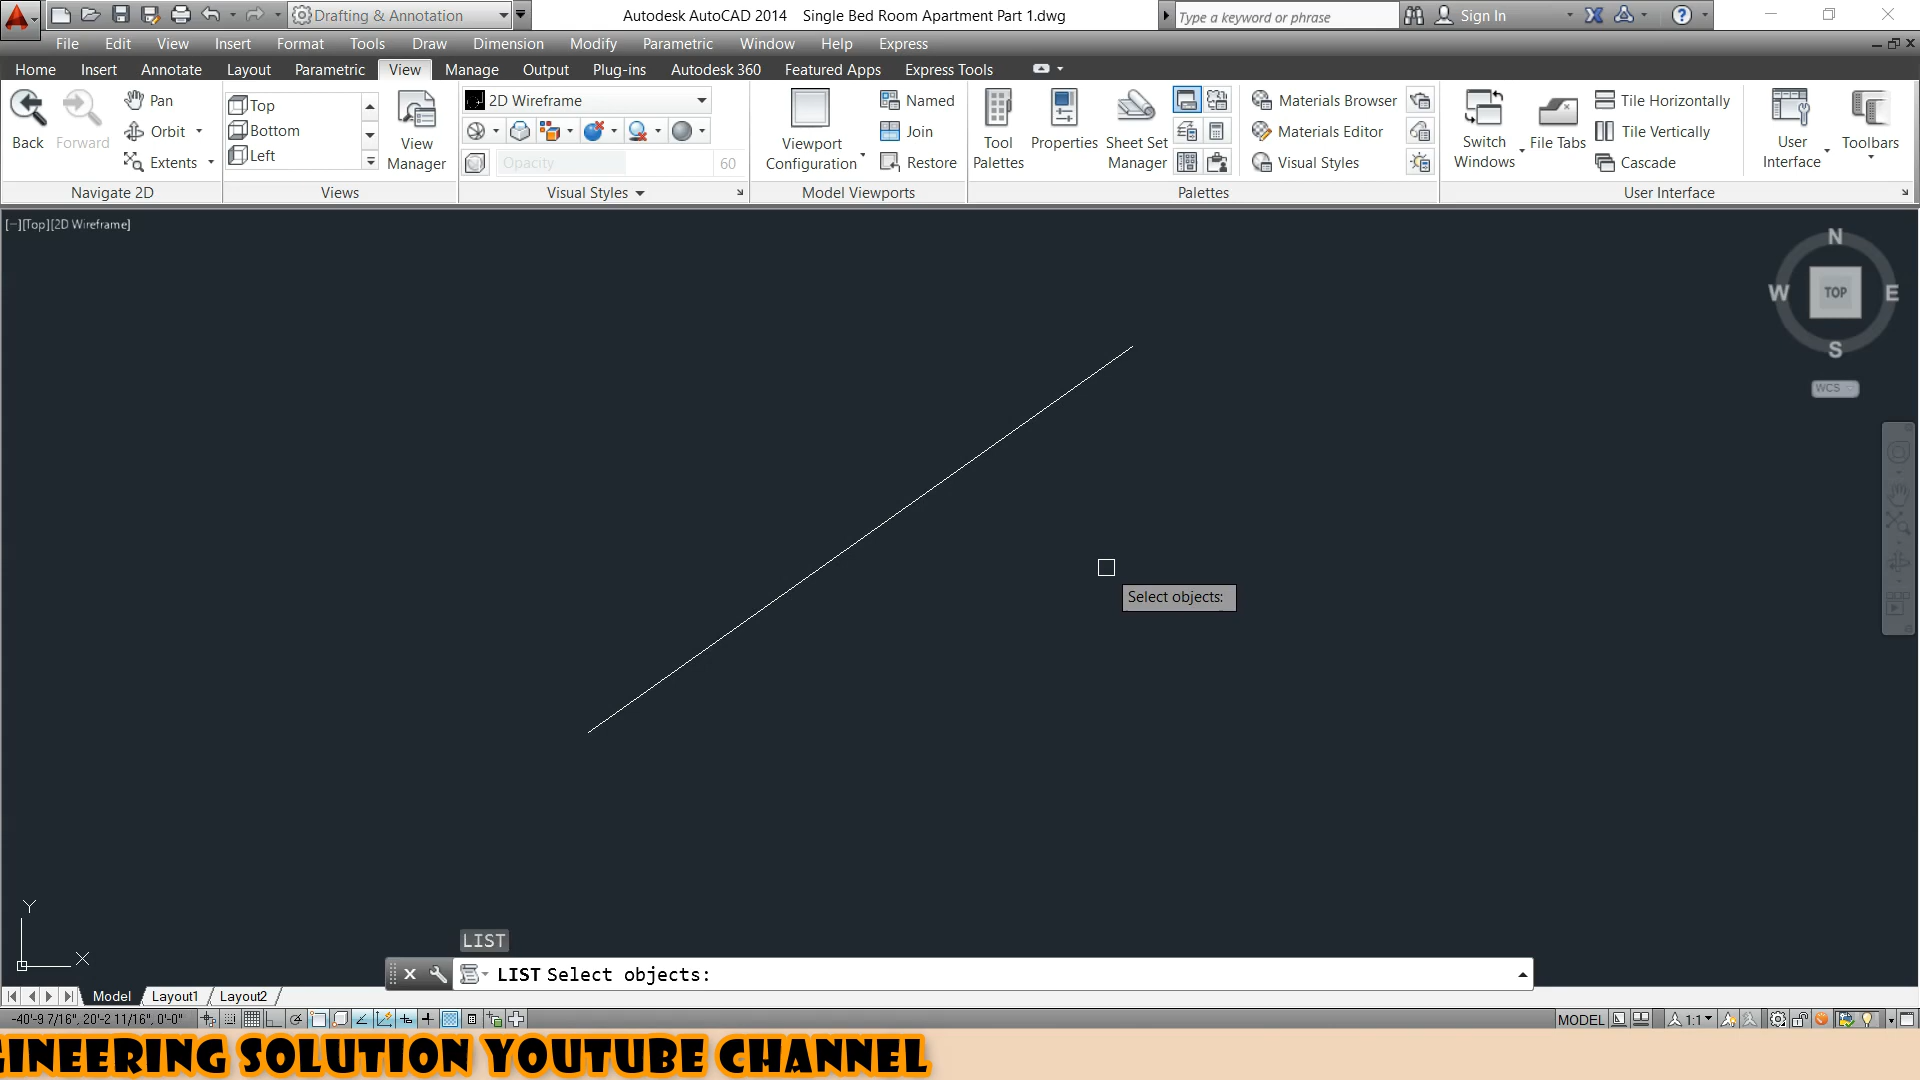 Drafting & Annotation
Autodesk AutoCAD 2014 Single Bed Room Apartment Part 1.dwg
Type a keyword or phrase
Sign In
File Edit View Insert Format Tools Draw Dimension Modify Parametric Window Help Express
Home Insert Annotate Layout Parametric View Manage Output Plug-ins Autodesk 360 Featured Apps Express Tools
Back
Forward
Pan
Orbit
Extents
Navigate 2D
Top
Bottom
Left
View
Manager
Views
2D Wireframe
Opacity 60
Visual Styles
Viewport
Configuration
Named
Join
Restore
Model Viewports
Tool
Palettes
Properties
Sheet Set
Manager
Materials Browser
Materials Editor
Visual Styles
Palettes
Switch
Windows
File Tabs
Tile Horizontally
Tile Vertically
Cascade
User
Interface
Toolbars
User Interface
[−][Top][2D Wireframe]
N
W TOP E
S
WCS
Select objects:
Y
X
LIST
LIST Select objects:
Model Layout1 Layout2
-40'-9 7/16", 20'-2 11/16", 0'-0"
MODEL
1:1
GINEERING SOLUTION YOUTUBE CHANNEL